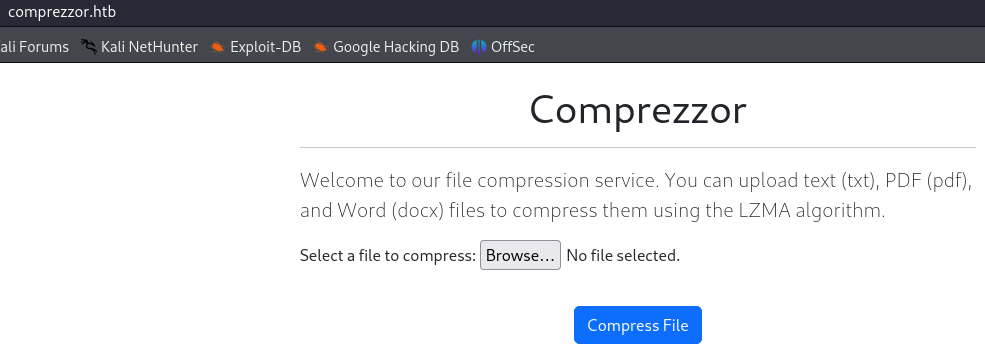 comprezzor.htb
ali Forums Kali NetHunter Exploit-DB Google Hacking DB OffSec
Comprezzor
Welcome to our file compression service. You can upload text (txt), PDF (pdf),
and Word (docx) files to compress them using the LZMA algorithm.
Select a file to compress: Browse... No file selected.
Compress File